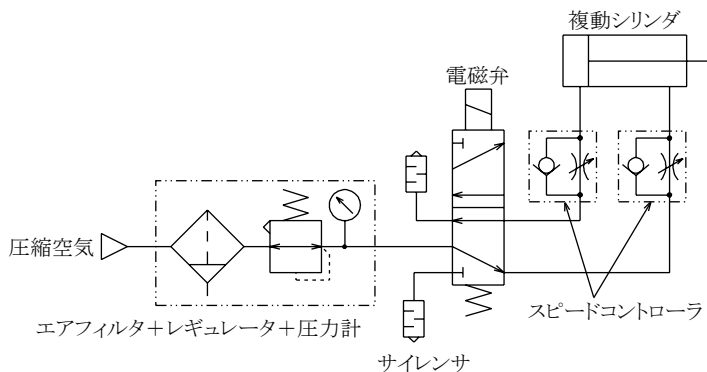 複動シリンダ
電磁弁
圧縮空気
スピードコントローラ
エアフィルタ＋レギュレータ＋圧力計
サイレンサ